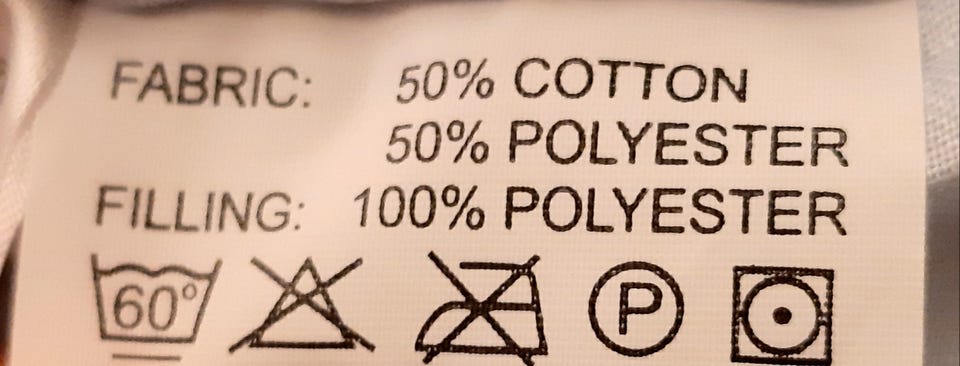 FABRIC: 50% COTTON
50% POLYESTER
FILLING: 100% POLYESTER
60° P